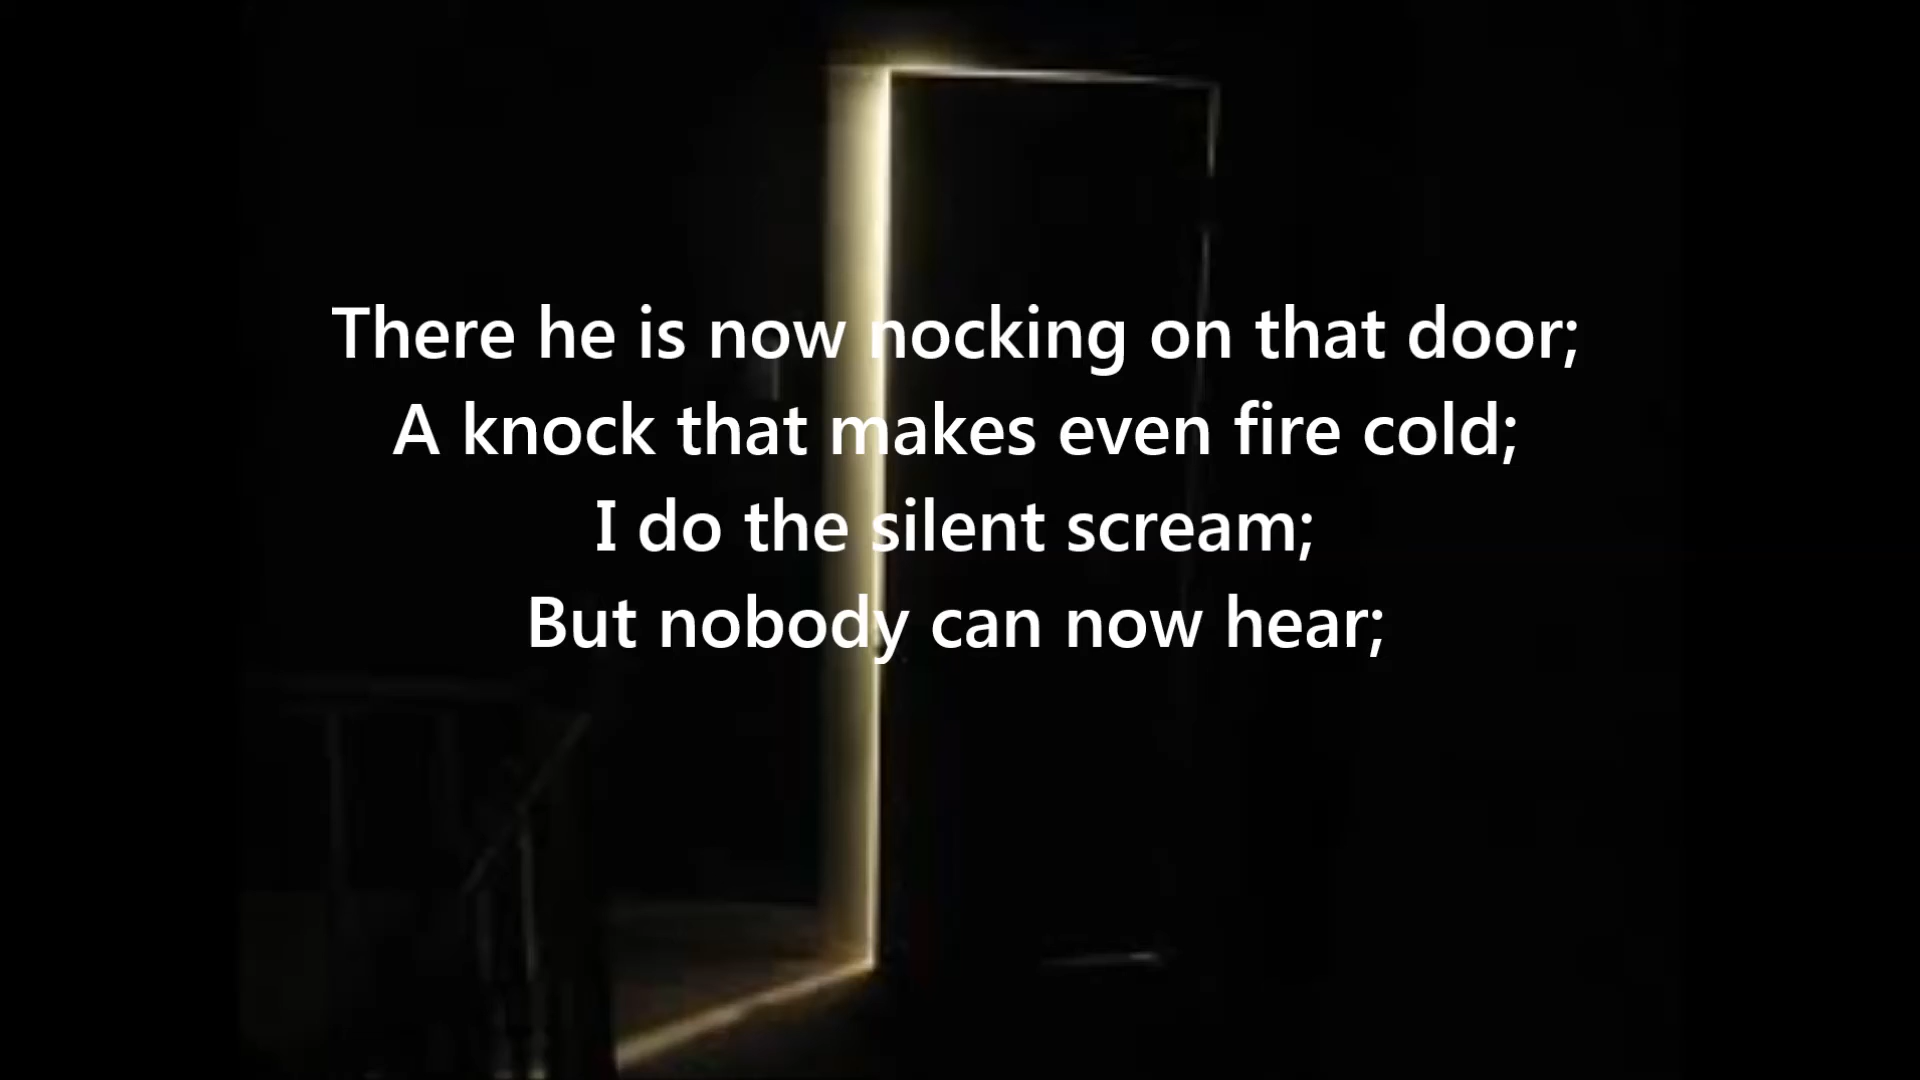 There he is now nocking on that door;
A knock that makes even fire cold;
I do the silent scream;
But nobody can now hear;